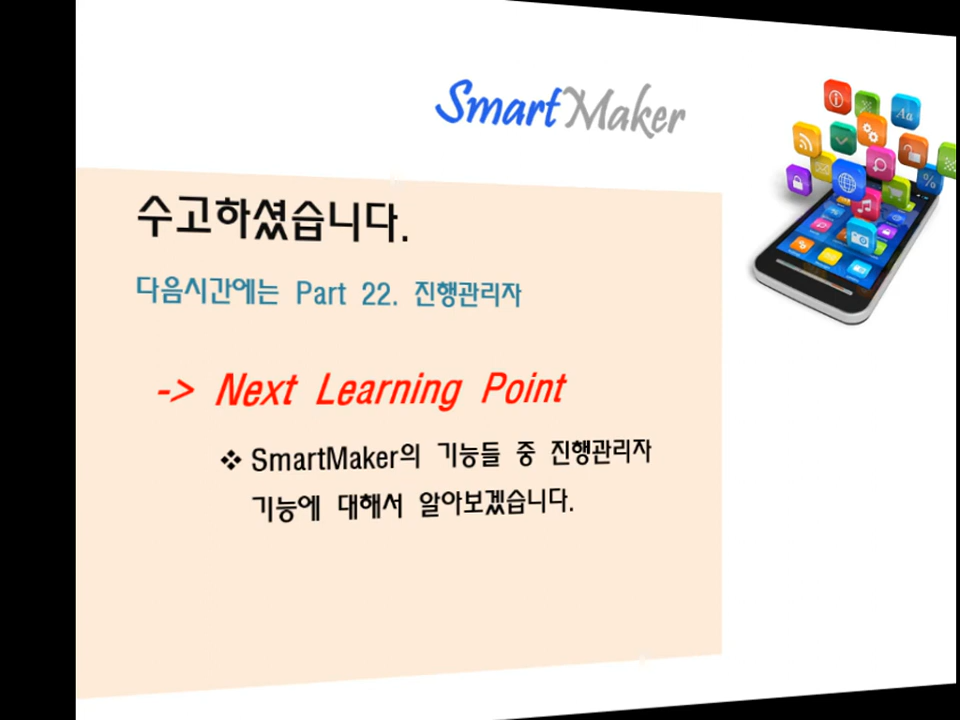 SmartMaker
수고하셨습니다.
다음시간에는 Part 22. 진행관리자
-> Next Learning Point
❖ SmartMaker의 기능들 중 진행관리자
기능에 대해서 알아보겠습니다.
Aa
%